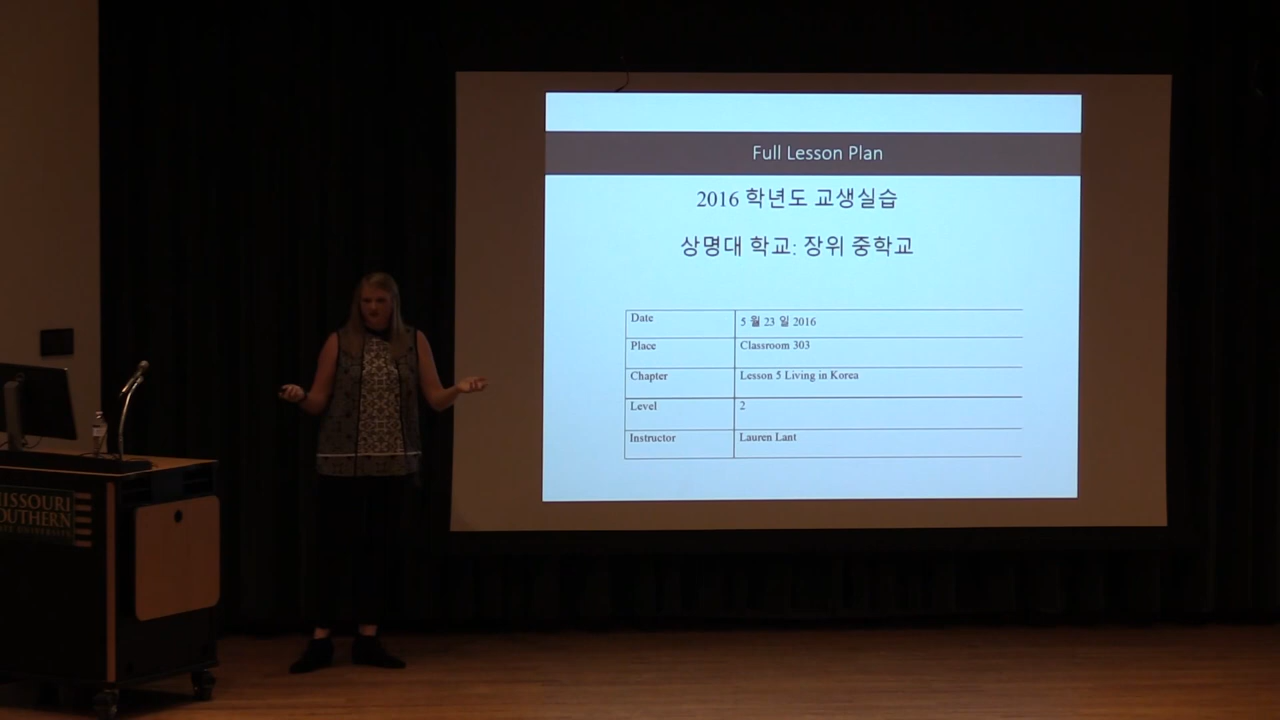 Full Lesson Plan
2016 학년도 교생실습
상명대 학교: 장위 중학교
Date 5 월 23 일 2016
Place Classroom 303
Chapter Lesson 5 Living in Korea
Level 2
Instructor Lauren Lant
MISSOURI
SOUTHERN